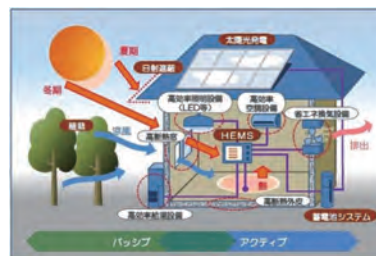 太陽光発電
夏期
日射遮蔽
冬期
高効率照明設備
(LED等)
高効率
空調設備
省エネ換気設備
植栽
涼風
高断熱窓
HEMS
排出
熱
高効率給湯設備
高断熱外皮
蓄電池システム
パッシブ
アクティブ